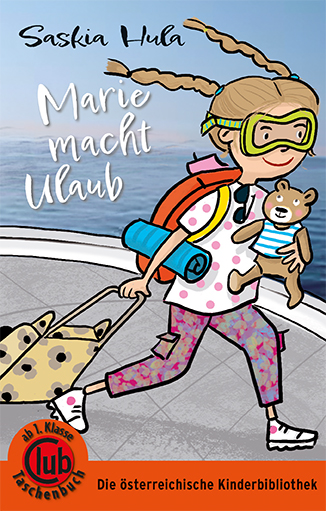 Saskia Hula
Marie
macht
Ulaub
ab 1. Klasse
Club
Taschenbuch
Die österreichische Kinderbibliothek